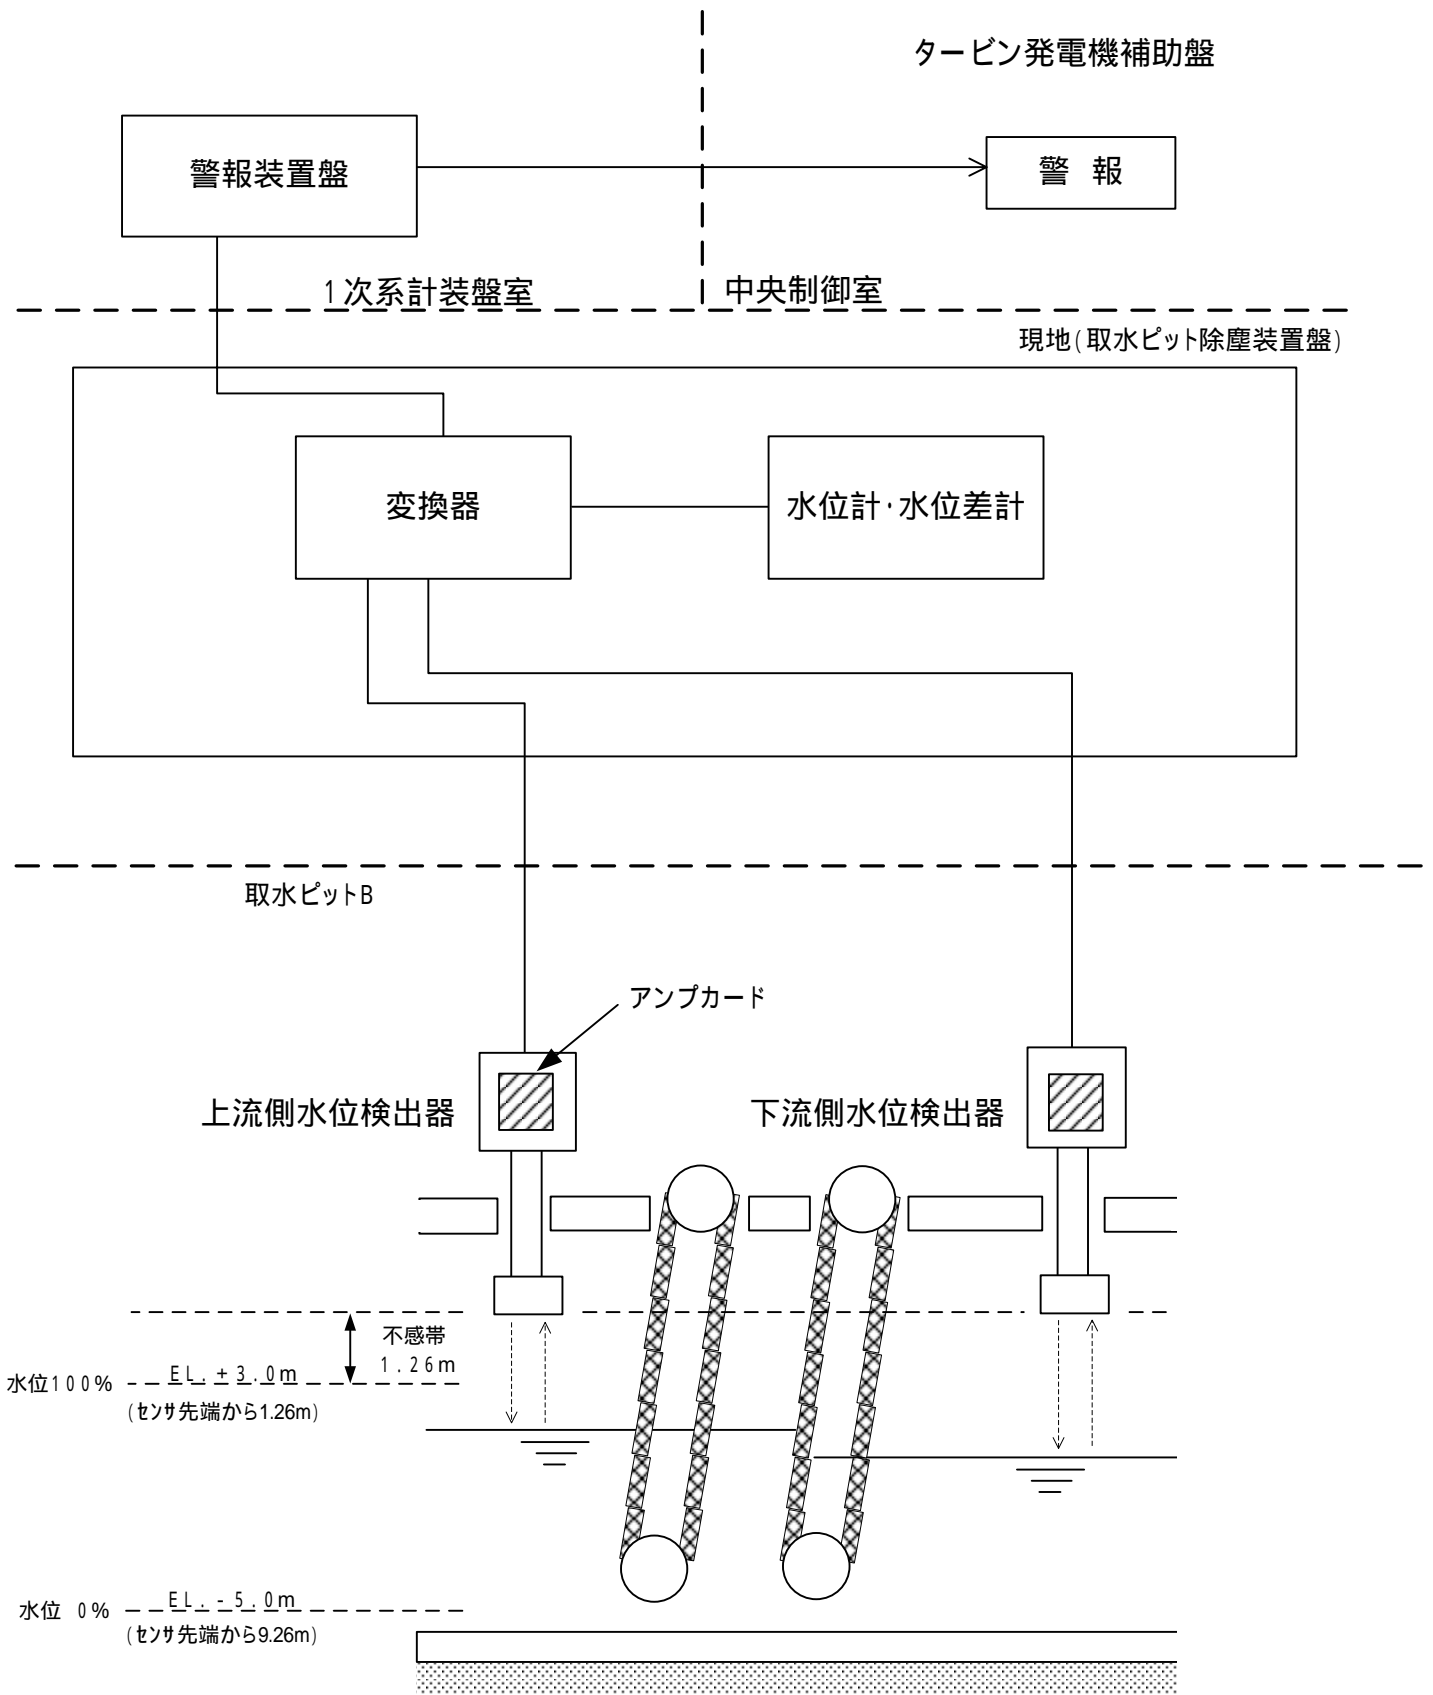 タービン発電機補助盤
警報装置盤
警 報
1次系計装盤室
中央制御室
現地(取水ピット除塵装置盤)
変換器
水位計・水位差計
取水ピットB
アンプカード
上流側水位検出器
下流側水位検出器
不感帯
1.26m
水位100%
EL.+3.0m
(センサ先端から1.26m)
水位 0%
EL.-5.0m
(センサ先端から9.26m)